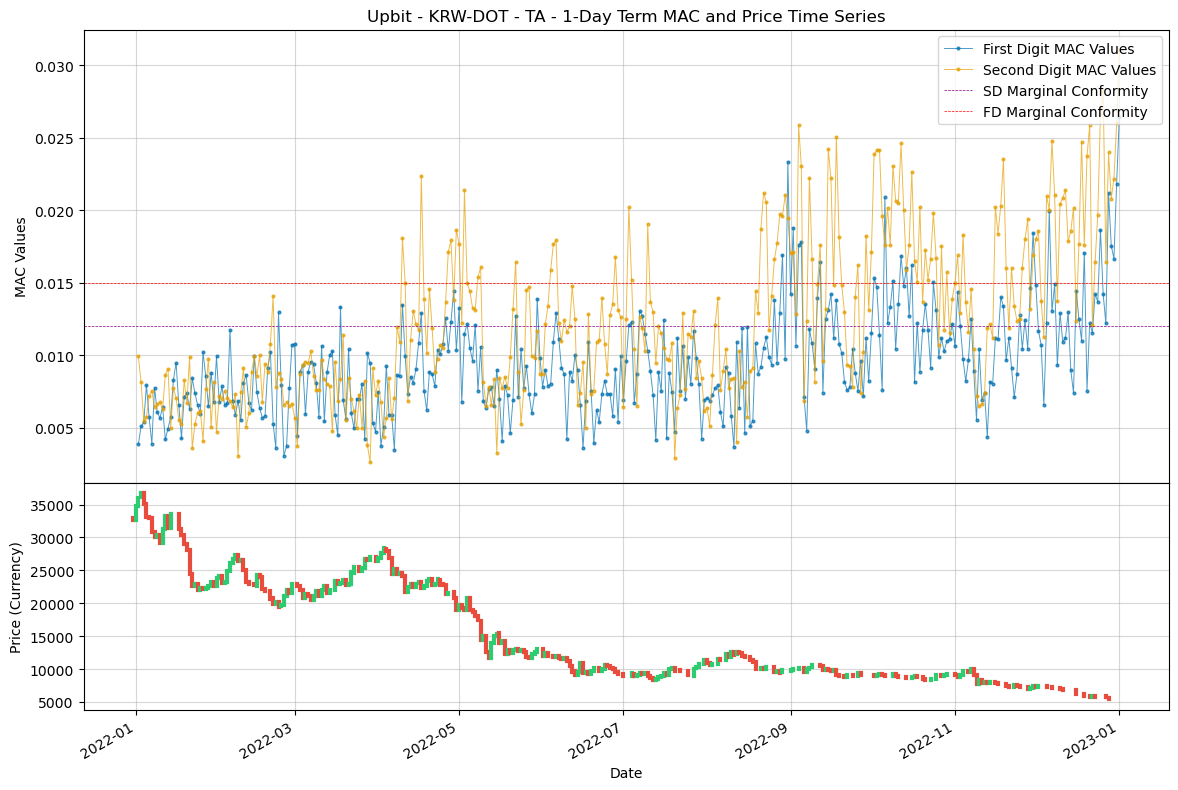 Upbit - KRW-DOT - TA - 1-Day Term MAC and Price Time Series
First Digit MAC Values
Second Digit MAC Values
SD Marginal Conformity
FD Marginal Conformity
MAC Values
0.030
0.025
0.020
0.015
0.010
0.005
Price (Currency)
35000
30000
25000
20000
15000
10000
5000
2022-01
2022-03
2022-05
2022-07
2022-09
2022-11
2023-01
Date